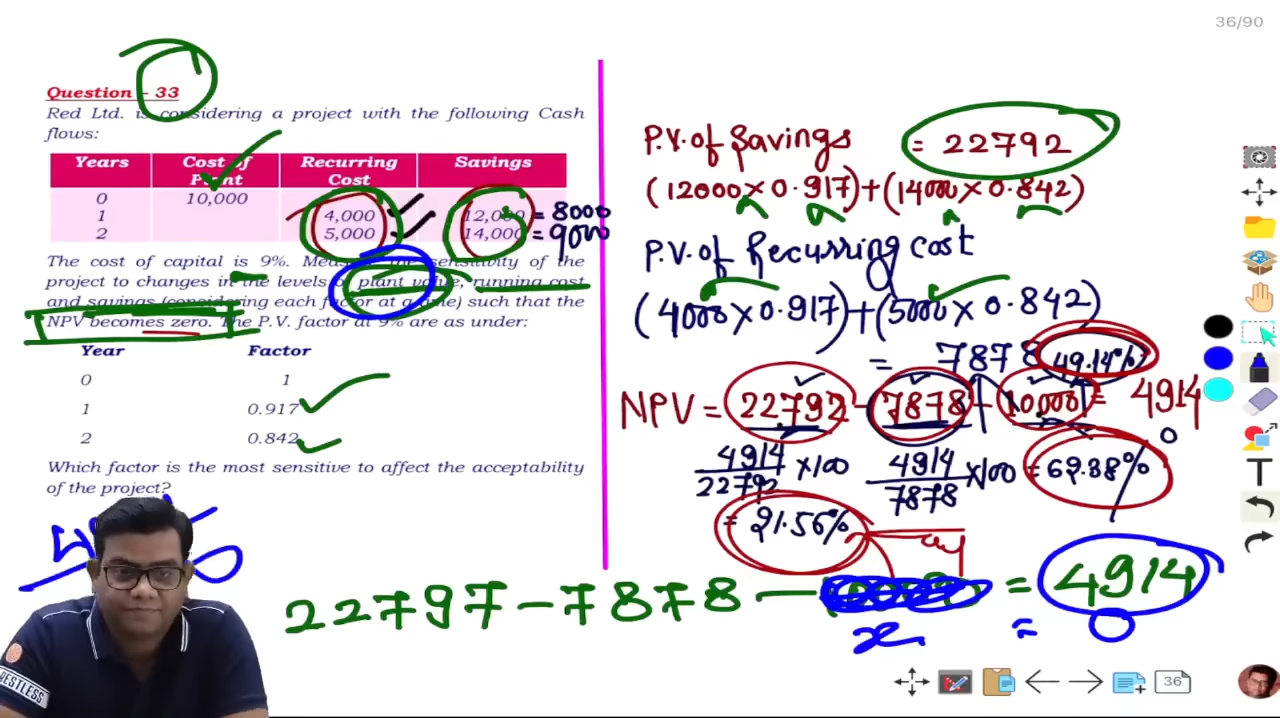 36/90
Question - 33
Red Ltd. is considering a project with the following Cash
flows:
Years Cost of Plant Recurring Cost Savings
0 10,000
1 4,000 12,000 = 8000
2 5,000 14,000 = 9000
The cost of capital is 9%. Measure the sensitivity of the
project to changes in the levels of plant value, running cost
and savings (considering each factor at a time) such that the
NPV becomes zero. The P.V. factor at 9% are as under:
Year Factor
0 1
1 0.917
2 0.842
Which factor is the most sensitive to affect the acceptability
of the project?
P.V. of Savings = 22792
(12000 × 0.917) + (14000 × 0.842)
P.V. of Recurring cost
(4000 × 0.917) + (5000 × 0.842)
= 7878
49.14%
NPV = 22792 - 7878 - 10,000 = 4914
0
4914/22792 ×100
4914/7878 ×100 = 62.38%
= 21.56%
22797 - 7878 - = 4914
x = 0
RESTLESS
T
36